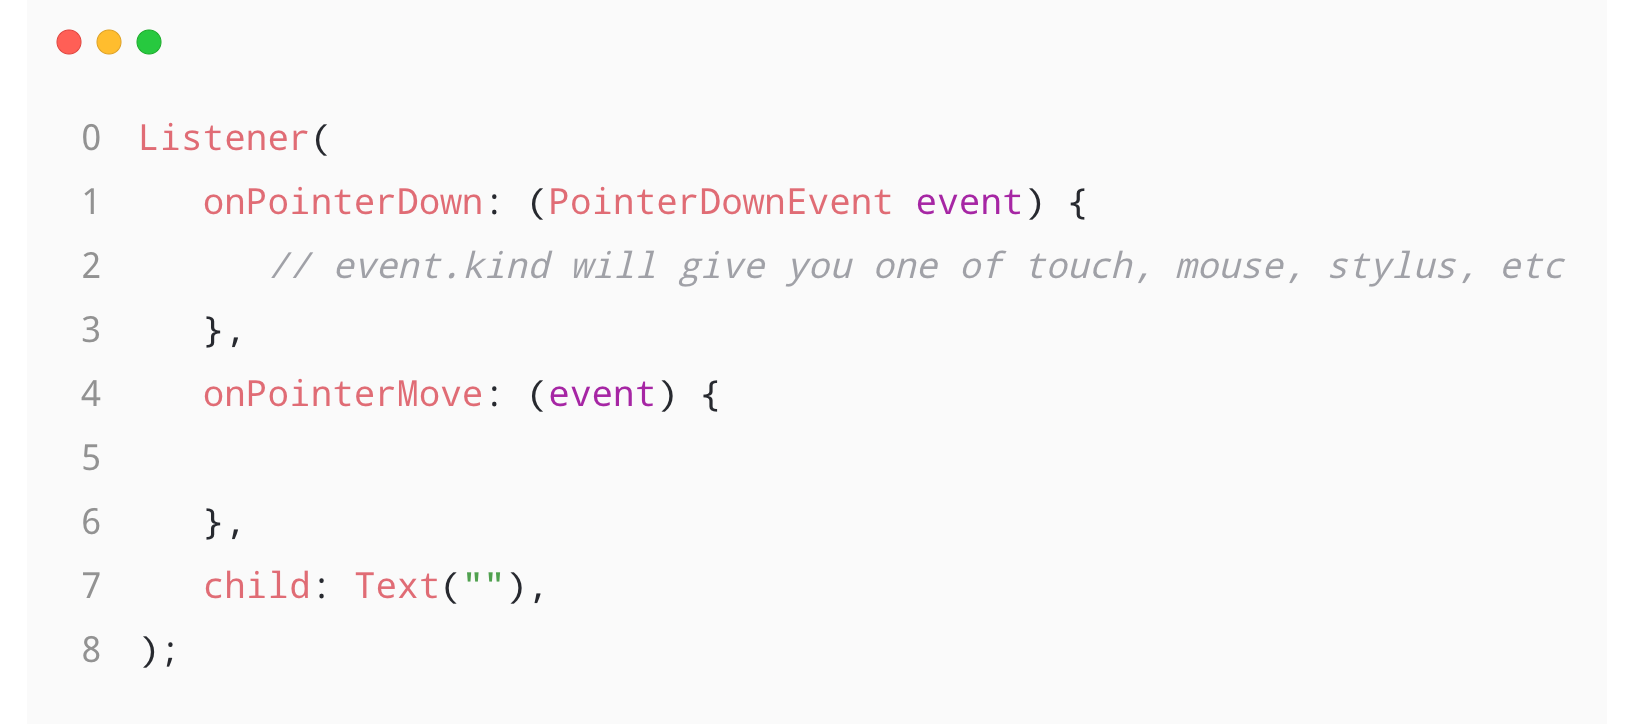 0 Listener(
1 onPointerDown: (PointerDownEvent event) {
2 // event.kind will give you one of touch, mouse, stylus, etc
3 },
4 onPointerMove: (event) {
5
6 },
7 child: Text(""),
8 );